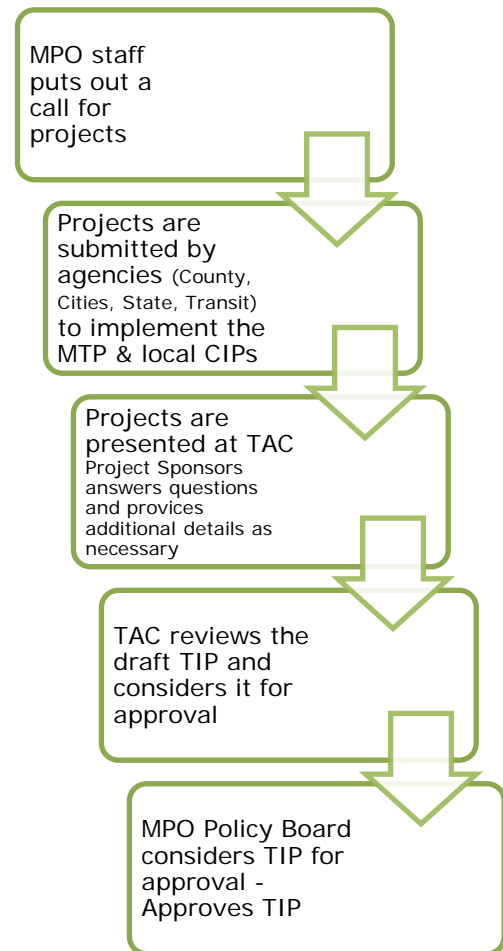 MPO staff
puts out a
call for
projects
Projects are
submitted by
agencies (County,
Cities, State, Transit)
to implement the
MTP & local CIPs
Projects are
presented at TAC
Project Sponsors
answers questions
and provices
additional details as
necessary
TAC reviews the
draft TIP and
considers it for
approval
MPO Policy Board
considers TIP for
approval -
Approves TIP